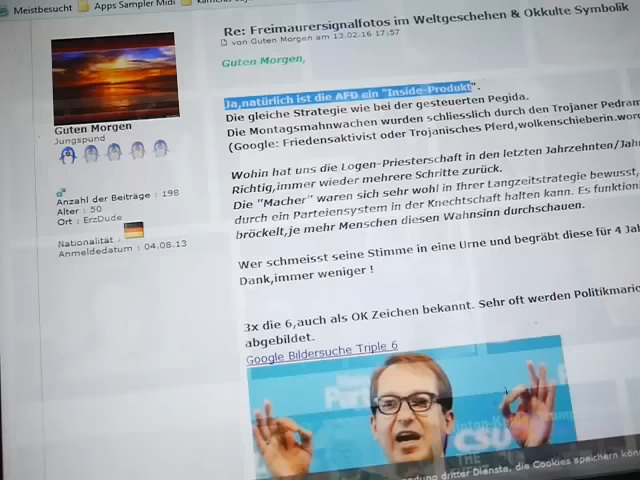 Meistbesucht Apps Sampler Midi
Re: Freimaurersignalfotos im Weltgeschehen & Okkulte Symbolik
von Guten Morgen am 13.02.16 17:57
Guten Morgen,
Ja,natürlich ist die AFD ein "Inside-Produkt".
Die gleiche Strategie wie bei der gesteuerten Pegida.
Die Montagsmahnwachen wurden schliesslich durch den Trojaner Pedram
(Google: Friedensaktivist oder Trojanisches Pferd,wolkenschieberin.word
Wohin hat uns die Logen-Priesterschaft in den letzten Jahrzehnten/Jahr
Richtig,immer wieder mehrere Schritte zurück.
Die "Macher" waren sich sehr wohl in Ihrer Langzeitstrategie bewusst,
durch ein Parteiensystem in der Knechtschaft halten kann. Es funktion
bröckelt,je mehr Menschen diesen Wahnsinn durchschauen.
Wer schmeisst seine Stimme in eine Urne und begräbt diese für 4 Jah
Dank,immer weniger !
3x die 6,auch als OK Zeichen bekannt. Sehr oft werden Politikmario
abgebildet.
Google Bildersuche Triple 6
Guten Morgen
Jungspund
Anzahl der Beiträge : 198
Alter : 50
Ort : ErzDude
Nationalität :
Anmeldedatum : 04.08.13
CSU
THE
dritter Dienste, die Cookies speichern kön